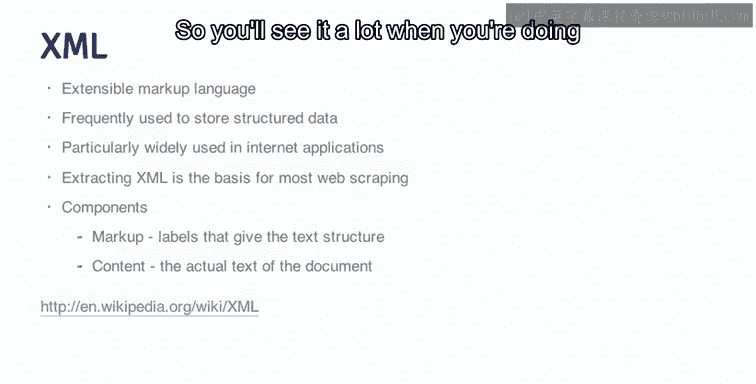 So you'll see it a lot when you're doing
XML
· Extensible markup language
· Frequently used to store structured data
· Particularly widely used in internet applications
· Extracting XML is the basis for most web scraping
· Components
- Markup - labels that give the text structure
- Content - the actual text of the document
http://en.wikipedia.org/wiki/XML